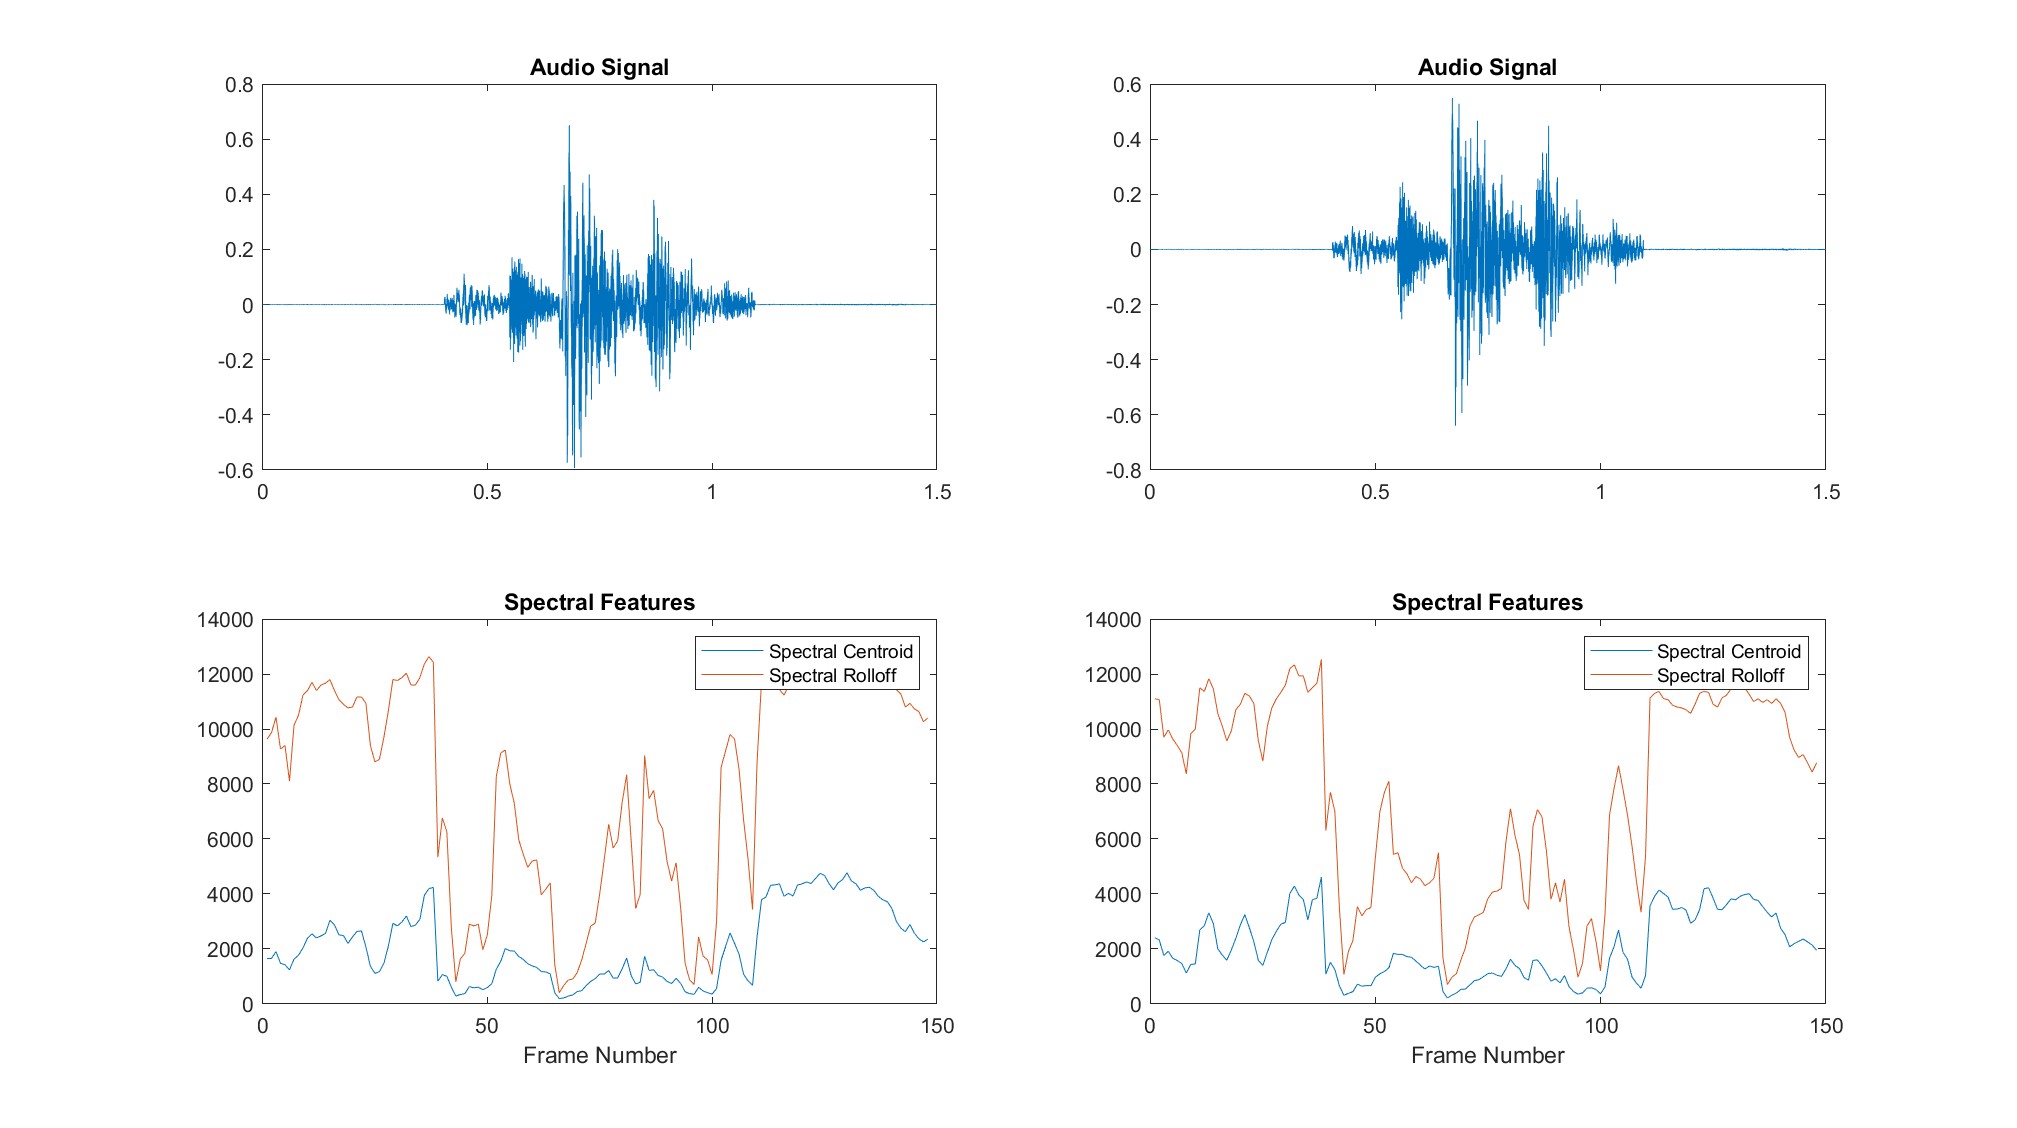 Audio Signal
0.8
0.6
0.4
0.2
0
-0.2
-0.4
-0.6
0 0.5 1 1.5
Audio Signal
0.6
0.4
0.2
0
-0.2
-0.4
-0.6
-0.8
0 0.5 1 1.5
Spectral Features
14000
12000
10000
8000
6000
4000
2000
0
Spectral Centroid
Spectral Rolloff
0 50 100 150
Frame Number
Spectral Features
14000
12000
10000
8000
6000
4000
2000
0
Spectral Centroid
Spectral Rolloff
0 50 100 150
Frame Number